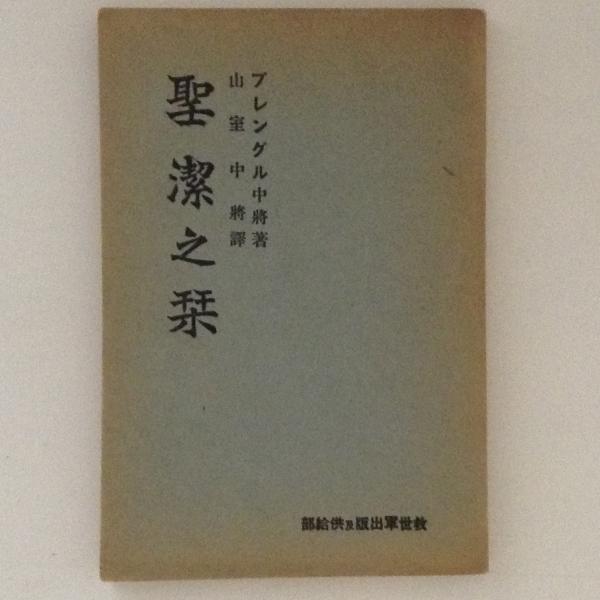 ブレングル中將著
山室中將譯
聖潔之栞
救世軍出版及供給部